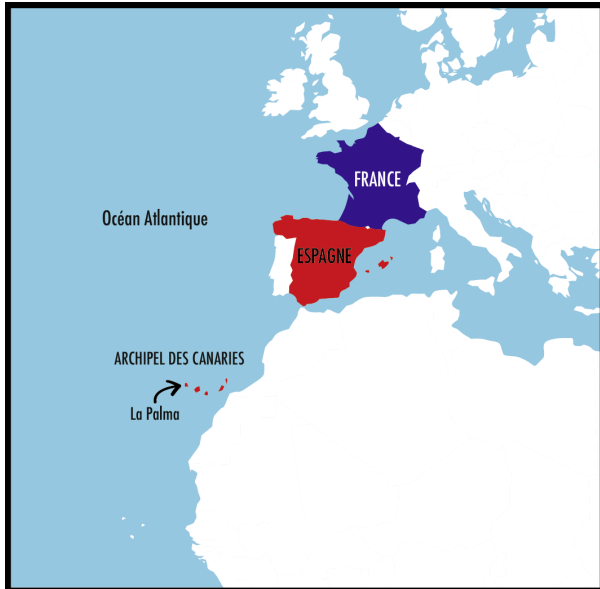 FRANCE
Océan Atlantique
ESPAGNE
ARCHIPEL DES CANARIES
La Palma